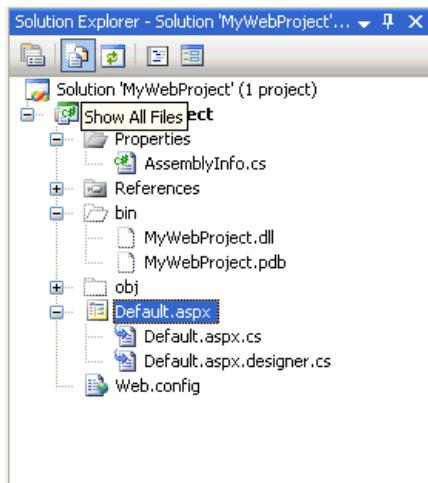 Solution Explorer - Solution 'MyWebProject'...
Solution 'MyWebProject' (1 project)
Show All Files
Properties
AssemblyInfo.cs
References
bin
MyWebProject.dll
MyWebProject.pdb
obj
Default.aspx
Default.aspx.cs
Default.aspx.designer.cs
Web.config